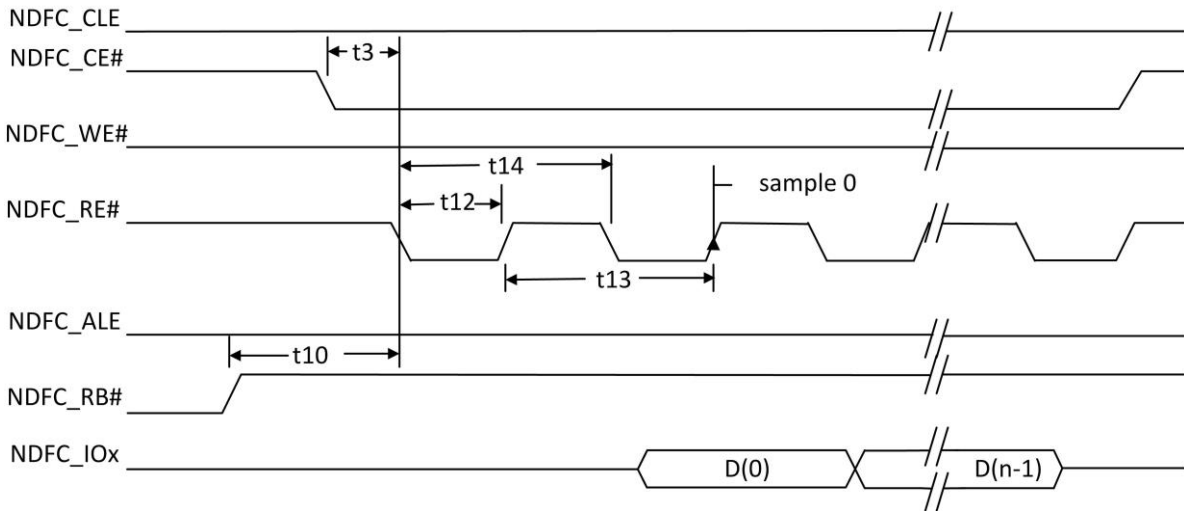 NDFC_CLE
t3
NDFC_CE#
NDFC_WE#
t14
sample 0
t12
NDFC_RE#
t13
NDFC_ALE
t10
NDFC_RB#
NDFC_IOx
D(0)
D(n-1)